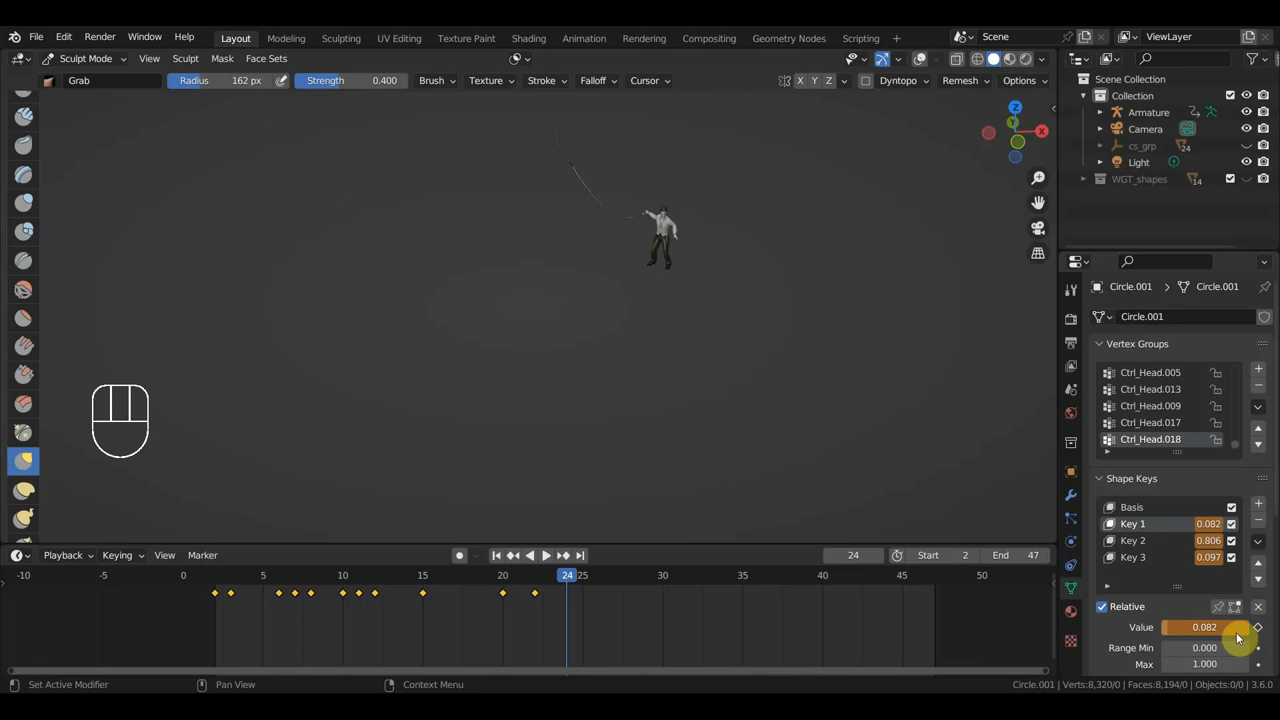 File Edit Render Window Help Layout Modeling Sculpting UV Editing Texture Paint Shading Animation Rendering Compositing Geometry Nodes Scripting + Scene ViewLayer
Sculpt Mode View Sculpt Mask Face Sets
Grab Radius 162 px Strength 0.400 Brush Texture Stroke Falloff Cursor X Y Z Dyntopo Remesh Options
Scene Collection
Collection
Armature
Camera
cs_grp 24
Light
WGT_shapes 14
Z
Y
X
Circle.001 > Circle.001
Circle.001
Vertex Groups
Ctrl_Head.005
Ctrl_Head.013
Ctrl_Head.009
Ctrl_Head.017
Ctrl_Head.018
Shape Keys
Basis
Key 1 0.082
Key 2 0.806
Key 3 0.097
Relative
Value 0.082
Range Min 0.000
Max 1.000
Playback Keying View Marker 24 Start 2 End 47
-10 -5 0 5 10 15 20 24 25 30 35 40 45 50
Set Active Modifier Pan View Context Menu Circle.001 | Verts:8,320/0 | Faces:8,194/0 | Objects:0/0 | 3.6.0